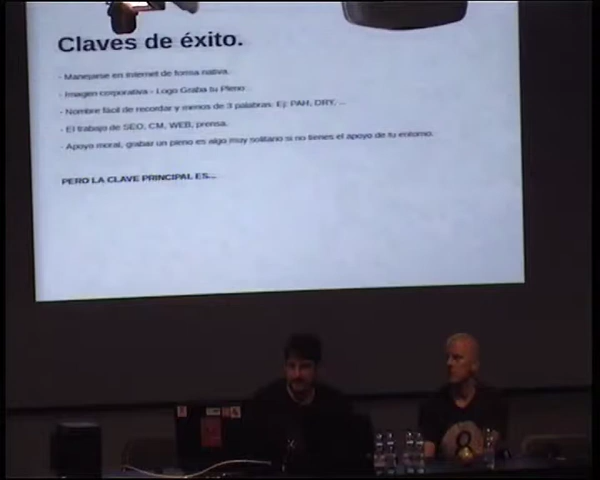 Claves de éxito.
- Manejarse en internet de forma nativa.
- Imagen corporativa - Logo Graba tu Pleno
- Nombre fácil de recordar y menos de 3 palabras: Ej: PAH, DRY, ...
- El trabajo de SEO, CM, WEB, prensa.
- Apoyo moral, grabar un pleno es algo muy solitario si no tienes el apoyo de tu entorno.
PERO LA CLAVE PRINCIPAL ES...
8